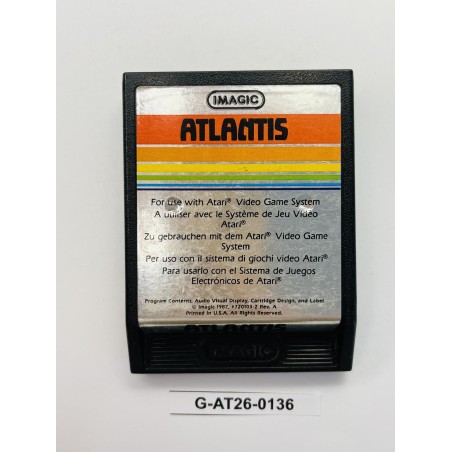 IMAGIC
ATLANTIS
For use with Atari® Video Game System
A utiliser avec le Système de Jeu Video
Atari®
Zu gebrauchen mit dem Atari® Video Game
System
Per uso con il sistema di giochi video Atari®
Para usarlo con el Sistema de Juegos
Electrónicos de Atari®
Program Contents, Audio Visual Display, Cartridge Design, and Label
Printed in U.S.A. All Rights Reserved.
ATLANTIS
IMAGIC
G-AT26-0136